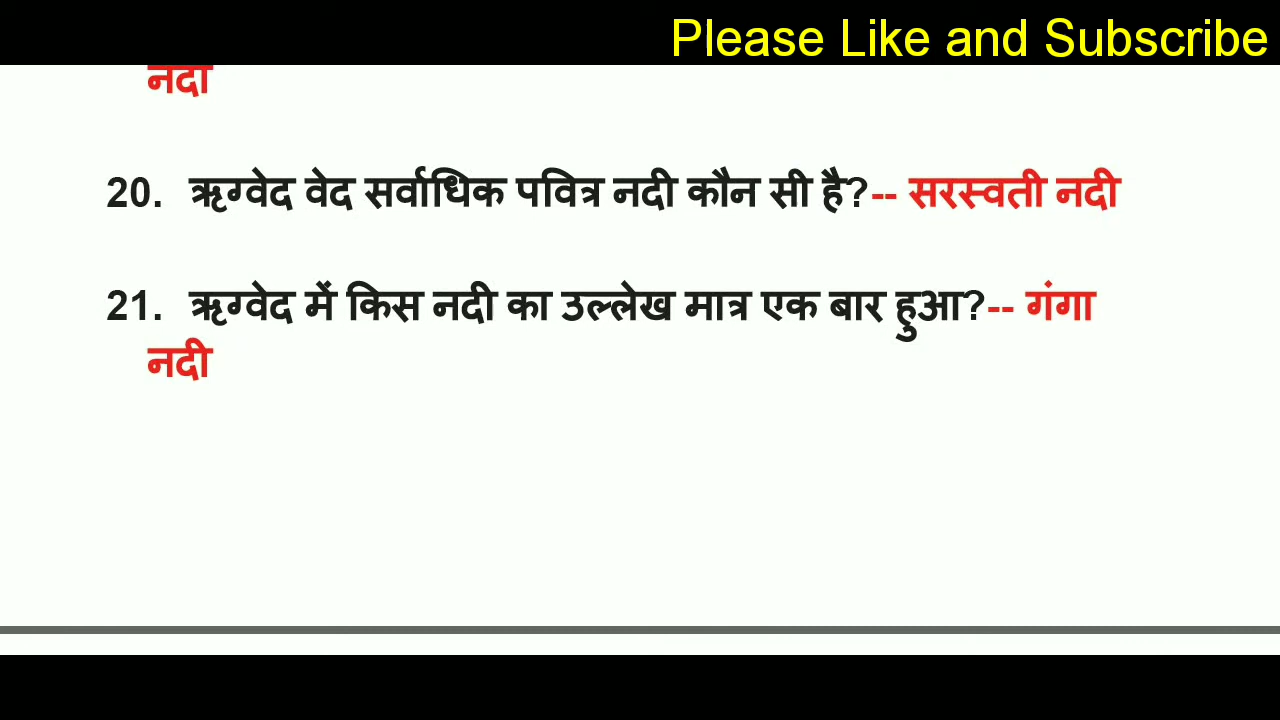 Please Like and Subscribe
नदी
20. ऋग्वेद वेद सर्वाधिक पवित्र नदी कौन सी है?-- सरस्वती नदी
21. ऋग्वेद में किस नदी का उल्लेख मात्र एक बार हुआ?-- गंगा
नदी